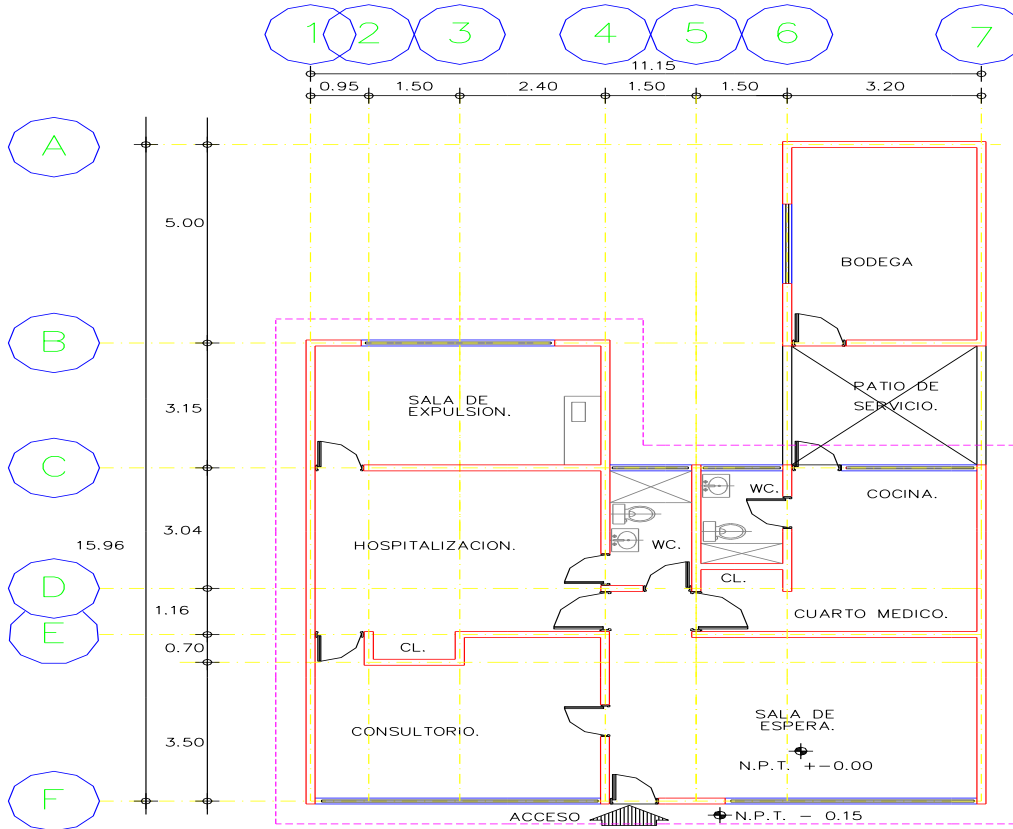 1 2 3 4 5 6 7
11.15
0.95 1.50 2.40 1.50 1.50 3.20
A
5.00
BODEGA
B
PATIO DE
SERVICIO.
SALA DE
EXPULSION.
3.15
C
WC.
COCINA.
3.04
15.96
HOSPITALIZACION.
WC.
D
CL.
1.16
CUARTO MEDICO.
E
0.70
CL.
SALA DE
ESPERA.
CONSULTORIO.
3.50
N.P.T. +-0.00
F
ACCESO
N.P.T. - 0.15